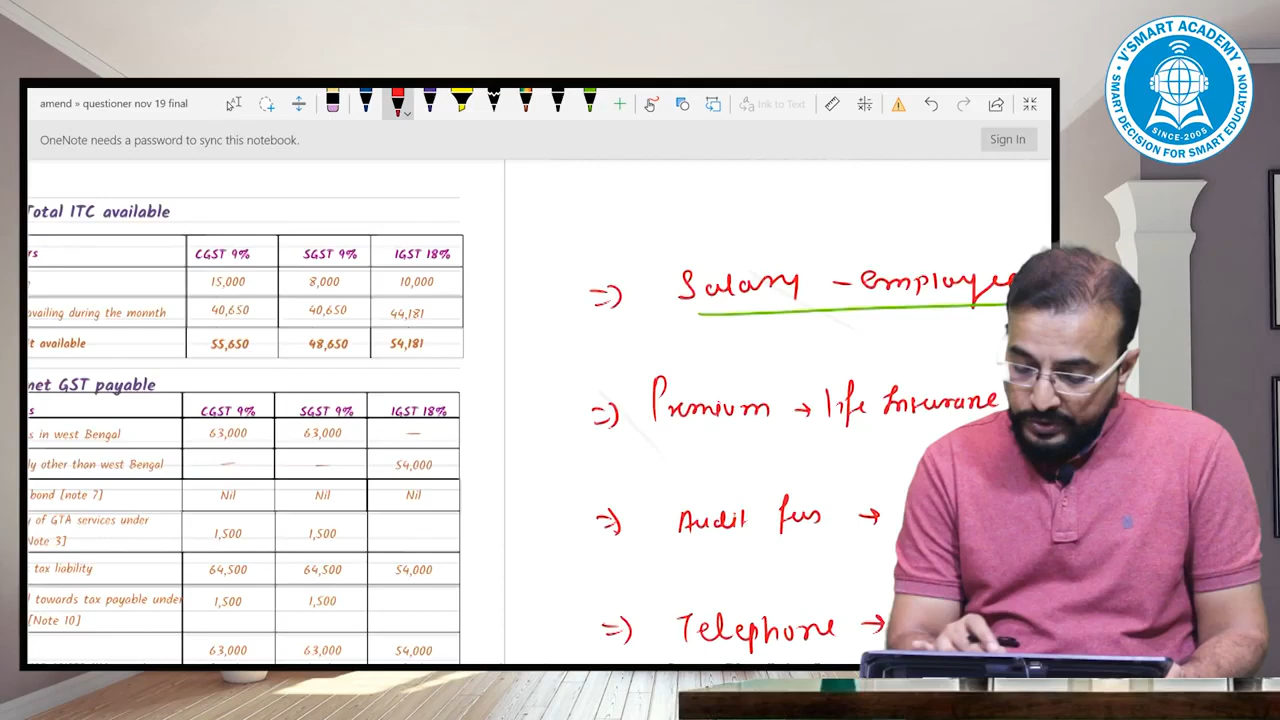 V'SMART ACADEMY
SMART DECISION FOR SMART EDUCATION
SINCE-2005
amend » questioner nov 19 final
Ink to Text
OneNote needs a password to sync this notebook.
Sign In
Total ITC available
rs CGST 9% SGST 9% IGST 18%
15,000 8,000 10,000
availing during the monnth 40,650 40,650 44,181
t available 55,650 48,650 54,181
net GST payable
s CGST 9% SGST 9% IGST 18%
s in west Bengal 63,000 63,000 —
ly other than west Bengal — — 54,000
bond [note 7] Nil Nil Nil
y of GTA services under
Note 3] 1,500 1,500
tax liability 64,500 64,500 54,000
l towards tax payable under 1,500 1,500
[Note 10]
63,000 63,000 54,000
=> Salary - employee
=> Premium → life Insurance
=> Audit fees →
=> Telephone →